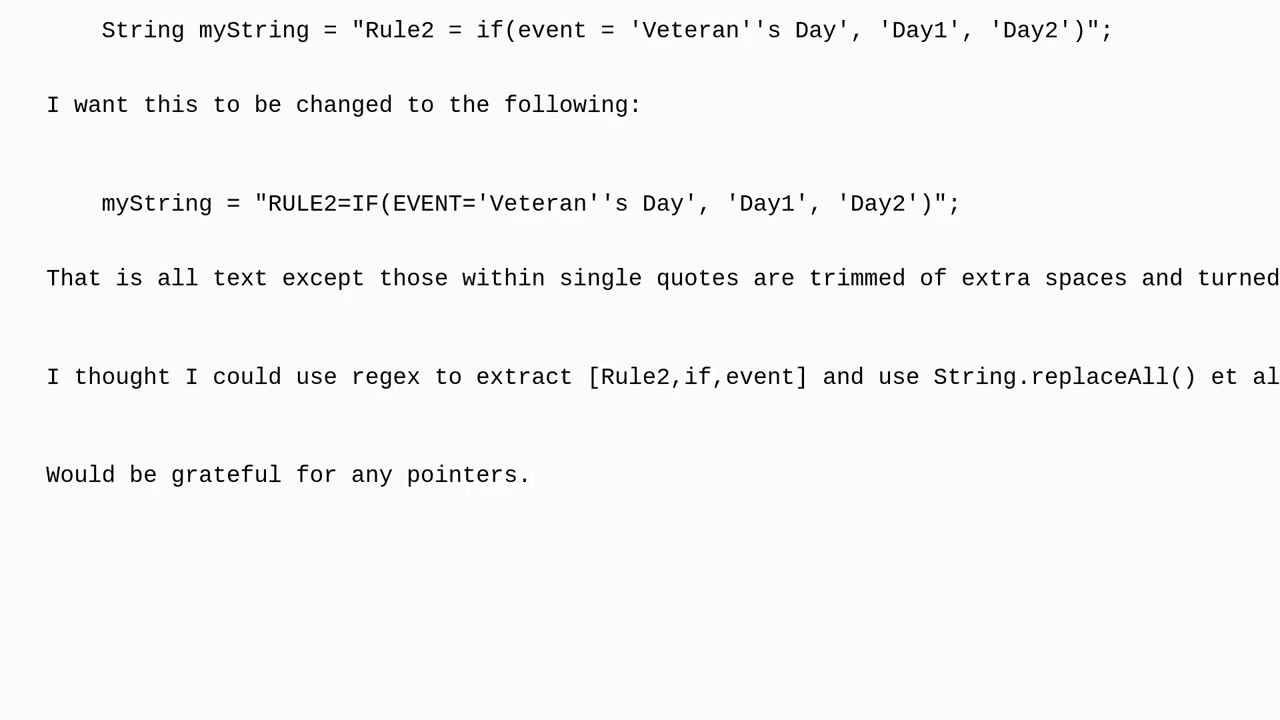 String myString = "Rule2 = if(event = 'Veteran''s Day', 'Day1', 'Day2')";
I want this to be changed to the following:
myString = "RULE2=IF(EVENT='Veteran''s Day', 'Day1', 'Day2')";
That is all text except those within single quotes are trimmed of extra spaces and turned
I thought I could use regex to extract [Rule2,if,event] and use String.replaceAll() et al
Would be grateful for any pointers.